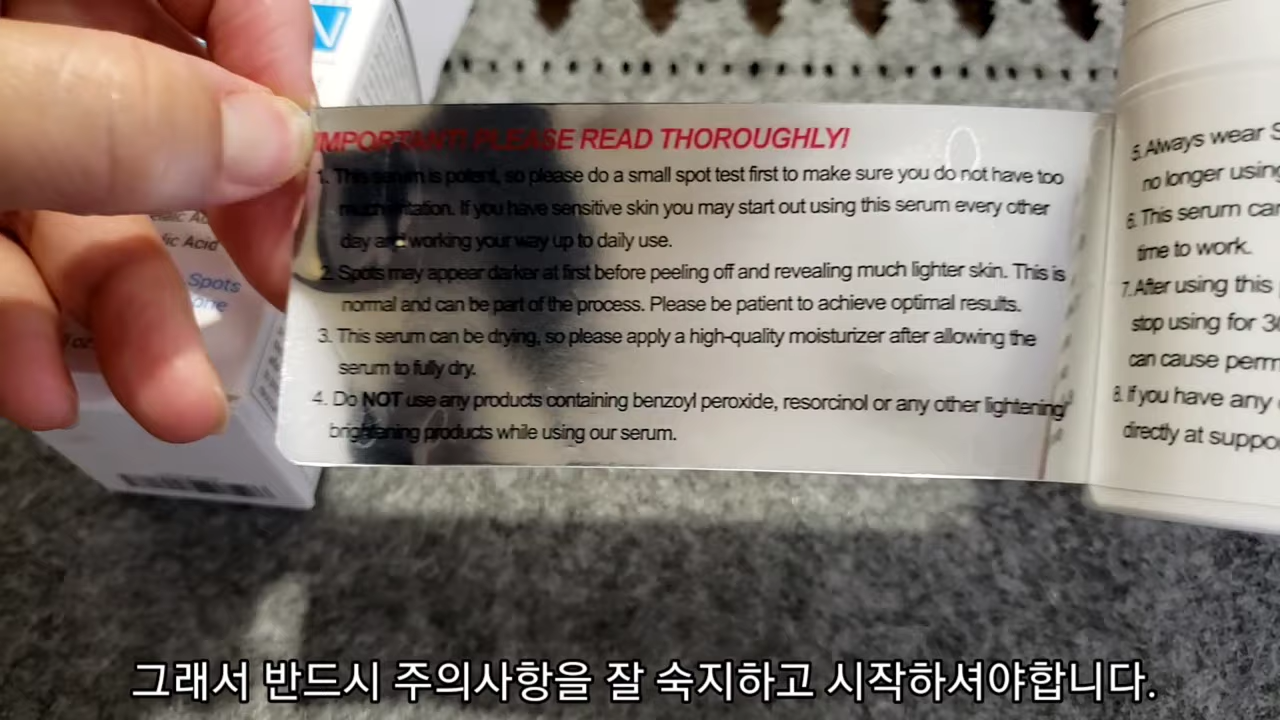 IMPORTANT! PLEASE READ THOROUGHLY!
1. This serum is potent, so please do a small spot test first to make sure you do not have too
much irritation. If you have sensitive skin you may start out using this serum every other
day and working your way up to daily use.
2. Spots may appear darker at first before peeling off and revealing much lighter skin. This is
normal and can be part of the process. Please be patient to achieve optimal results.
3. This serum can be drying, so please apply a high-quality moisturizer after allowing the
serum to fully dry.
4. Do NOT use any products containing benzoyl peroxide, resorcinol or any other lightening/
brightening products while using our serum.
5. Always wear S
no longer using
6. This serum can
time to work.
7. After using this
stop using for 3
can cause perm
8. If you have any
directly at suppo
lic Acid
Spots
그래서 반드시 주의사항을 잘 숙지하고 시작하셔야합니다.